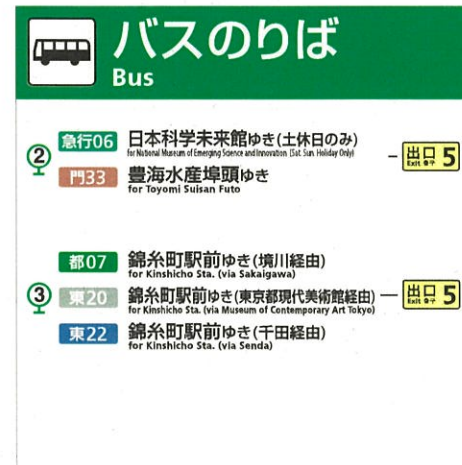 バスのりば
Bus
② 急行06 日本科学未来館ゆき(土休日のみ)
for National Museum of Emerging Science and Innovation (Sat. Sun. Holiday Only)
出口 5
Exit
門33 豊海水産埠頭ゆき
for Toyomi Suisan Futo
都07 錦糸町駅前ゆき(境川経由)
for Kinshicho Sta. (via Sakaigawa)
③ 東20 錦糸町駅前ゆき(東京都現代美術館経由)
for Kinshicho Sta. (via Museum of Contemporary Art Tokyo)
出口 5
Exit
東22 錦糸町駅前ゆき(千田経由)
for Kinshicho Sta. (via Senda)